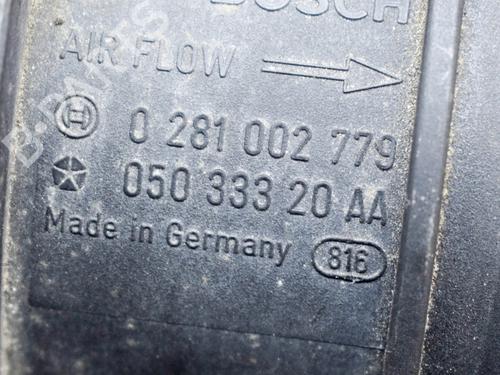 BOSCH
AIR FLOW
0 281 002 779
050 333 20 AA
Made in Germany 816